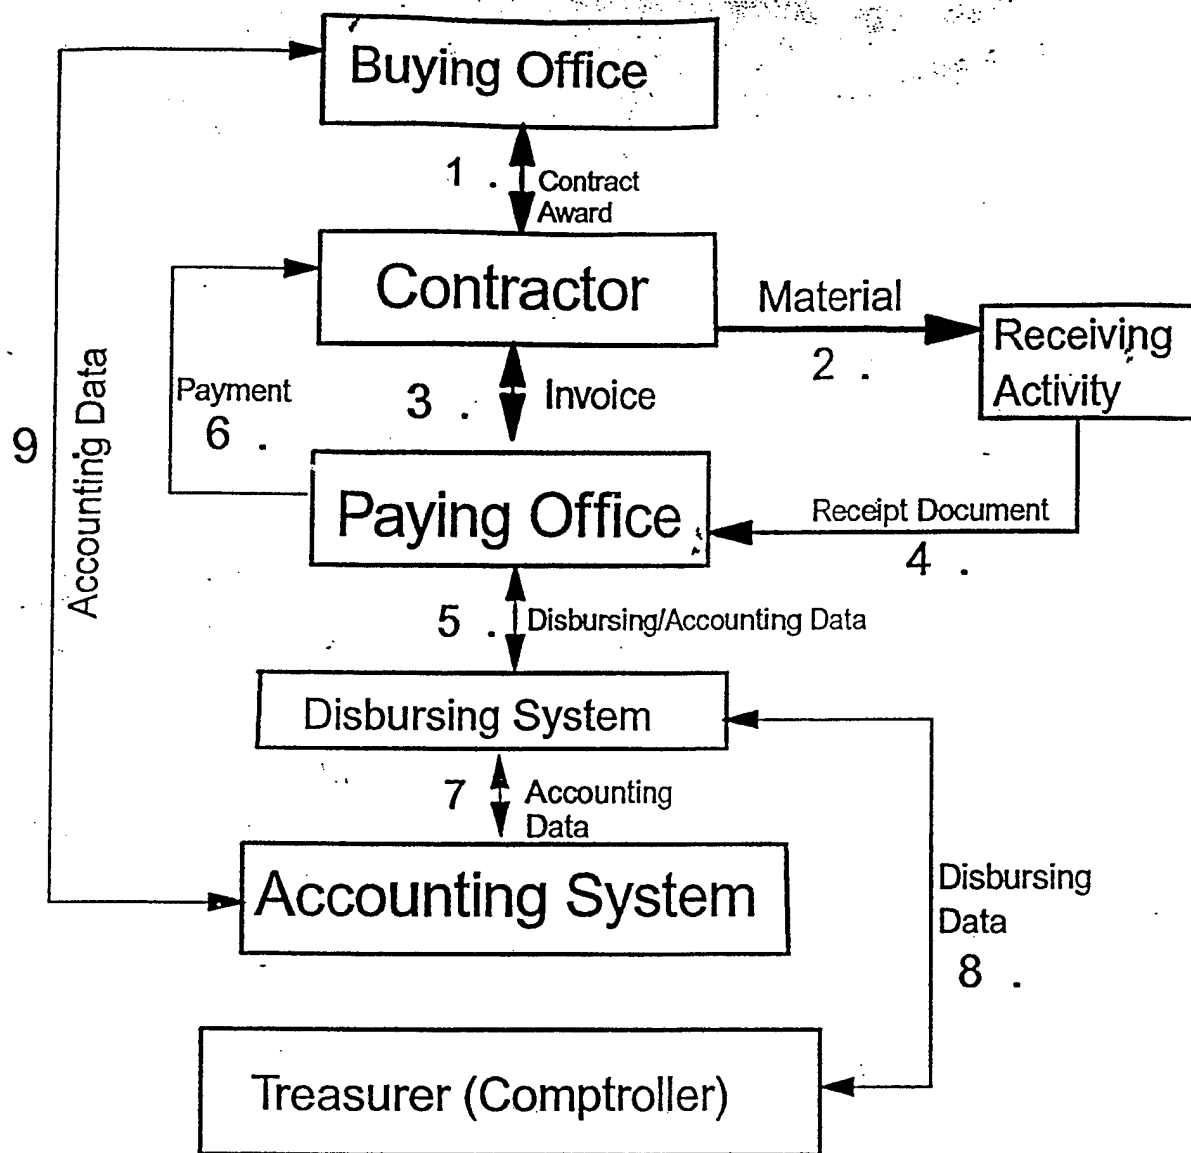 Buying Office
1 .
Contract
Award
Contractor
Material
2 .
Receiving
Activity
Payment
6 .
3 .
Invoice
9
Accounting Data
Paying Office
Receipt Document
4 .
5 .
Disbursing/Accounting Data
Disbursing System
7
Accounting
Data
Accounting System
Disbursing
Data
8 .
Treasurer (Comptroller)